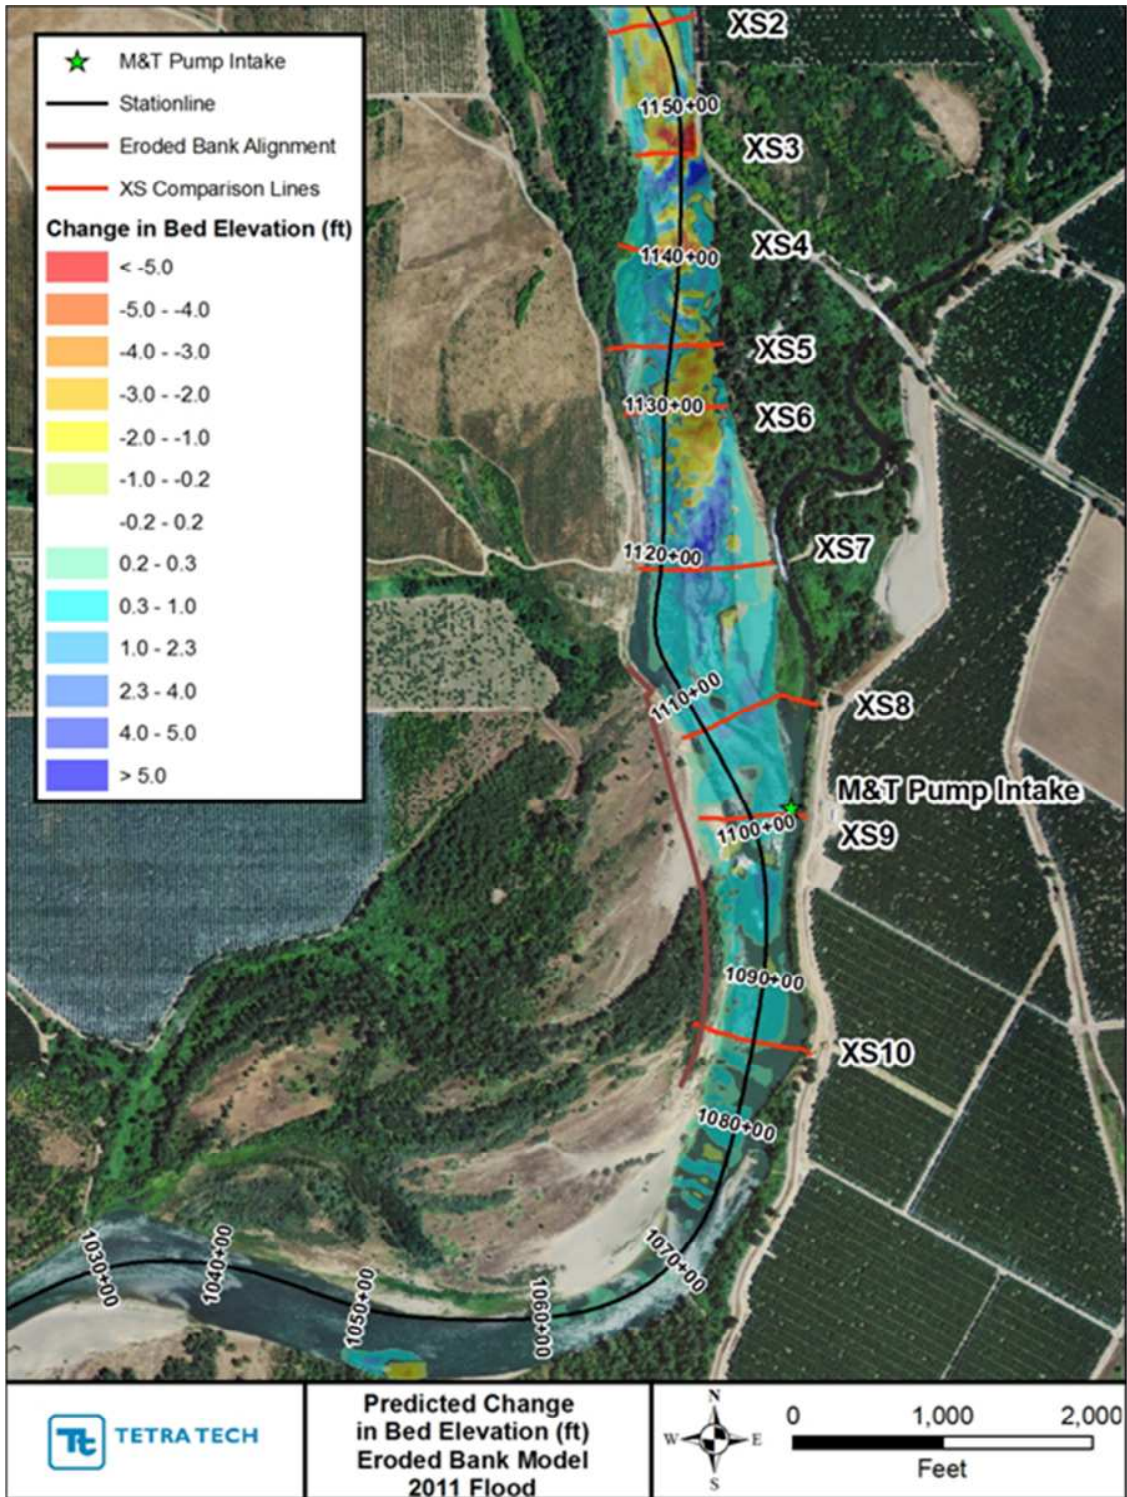 M&T Pump Intake
Stationline
Eroded Bank Alignment
XS Comparison Lines
Change in Bed Elevation (ft)
< -5.0
-5.0 - -4.0
-4.0 - -3.0
-3.0 - -2.0
-2.0 - -1.0
-1.0 - -0.2
-0.2 - 0.2
0.2 - 0.3
0.3 - 1.0
1.0 - 2.3
2.3 - 4.0
4.0 - 5.0
> 5.0
XS2
1150+00
XS3
XS4
1140+00
XS5
1130+00
XS6
1120+00
XS7
1110+00
XS8
M&T Pump Intake
1100+00
XS9
1090+00
XS10
1080+00
1070+00
1060+00
1050+00
1040+00
1030+00
Tt TETRA TECH
Predicted Change
in Bed Elevation (ft)
Eroded Bank Model
2011 Flood
N
W E
S
0 1,000 2,000
Feet